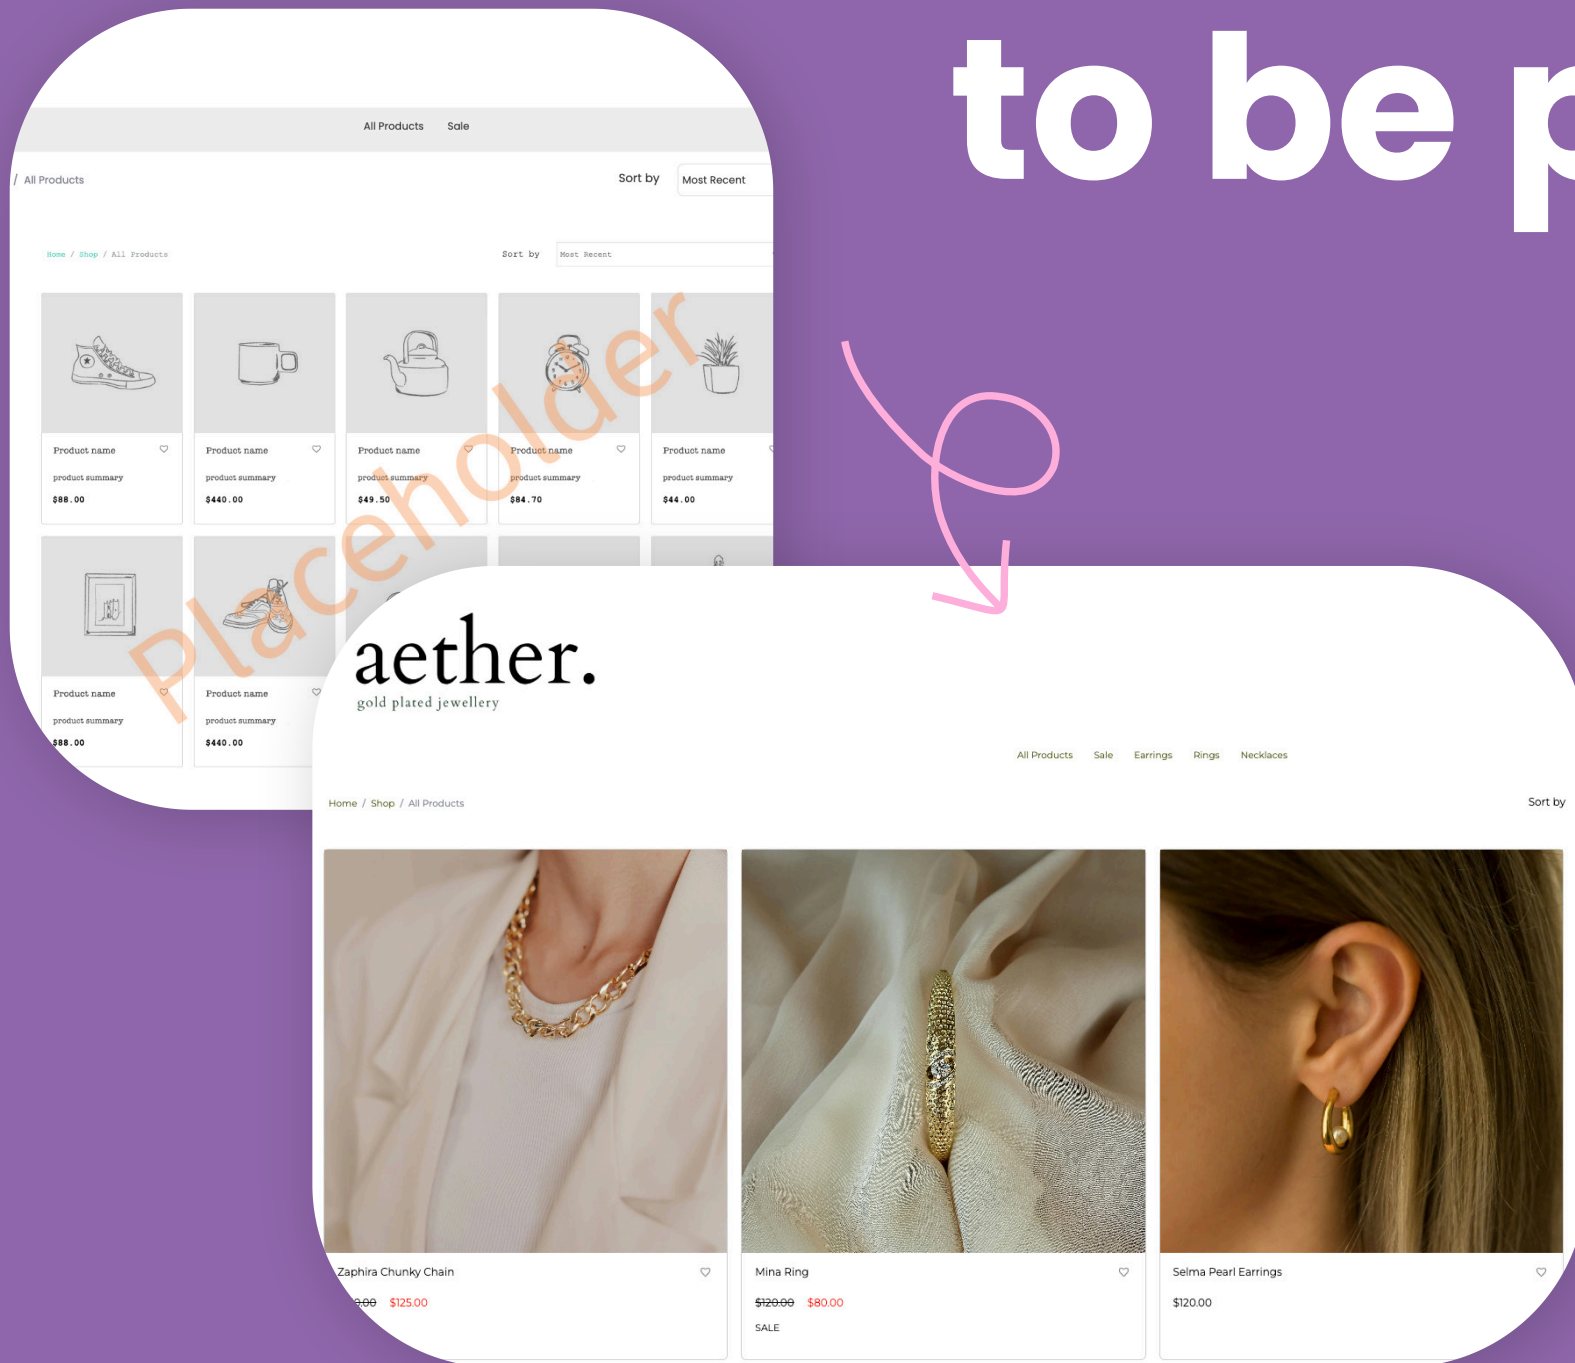 to be p
All Products Sale
/ All Products Sort by Most Recent
Home / Shop / All Products Sort by Most Recent
Placeholder
Product name Product name Product name Product name Product name
product summary product summary product summary product summary product summary
$88.00 $440.00 $49.50 $84.70 $44.00
Product name Product name
product summary product summary
$88.00 $440.00
aether.
gold plated jewellery
All Products Sale Earrings Rings Necklaces
Home / Shop / All Products Sort by
Zaphira Chunky Chain Mina Ring Selma Pearl Earrings
$125.00 $120.00 $80.00 $120.00
SALE